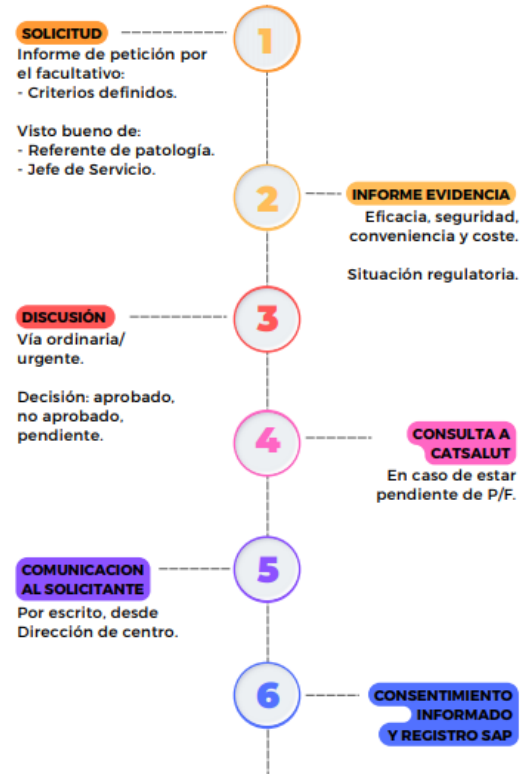 1
SOLICITUD
Informe de petición por
el facultativo:
- Criterios definidos.
Visto bueno de:
- Referente de patología.
- Jefe de Servicio.
2
INFORME EVIDENCIA
Eficacia, seguridad,
conveniencia y coste.
Situación regulatoria.
3
DISCUSIÓN
Vía ordinaria/
urgente.
Decisión: aprobado,
no aprobado,
pendiente.
4
CONSULTA A
CATSALUT
En caso de estar
pendiente de P/F.
5
COMUNICACION
AL SOLICITANTE
Por escrito, desde
Dirección de centro.
6
CONSENTIMIENTO
INFORMADO
Y REGISTRO SAP